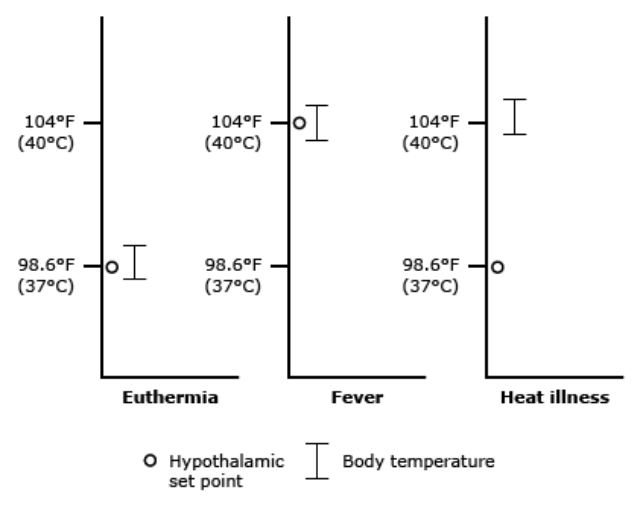 104°F
(40°C)
98.6°F
(37°C)
Euthermia
104°F
(40°C)
98.6°F
(37°C)
Fever
104°F
(40°C)
98.6°F
(37°C)
Heat illness
Hypothalamic
set point
Body temperature